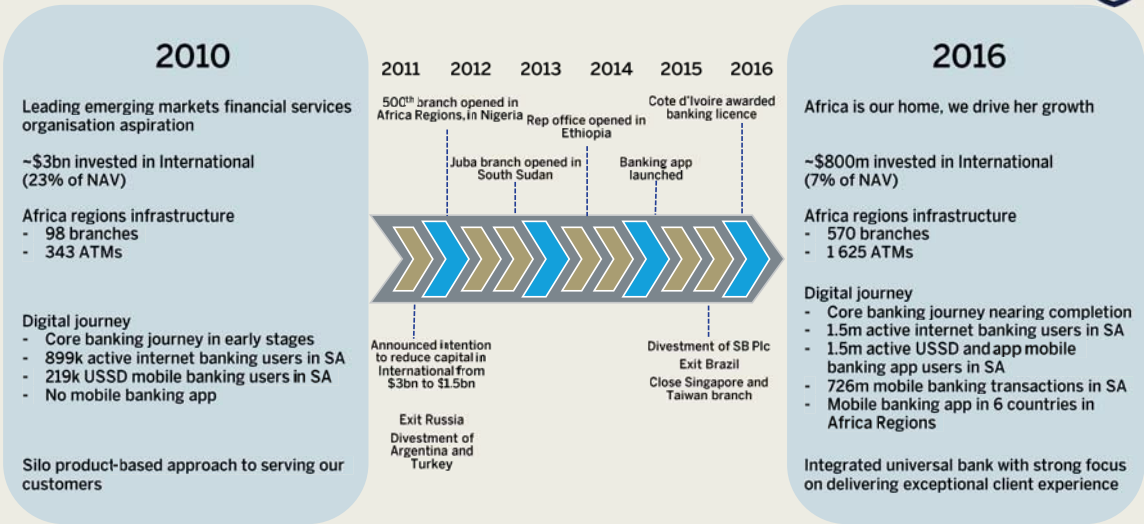 2010
Leading emerging markets financial services
organisation aspiration
~$3bn invested in International
(23% of NAV)
Africa regions infrastructure
- 98 branches
- 343 ATMs
Digital journey
- Core banking journey in early stages
- 899k active internet banking users in SA
- 219k USSD mobile banking users in SA
- No mobile banking app
Silo product-based approach to serving our
customers
2011 2012 2013 2014 2015 2016
500th branch opened in
Africa Regions, in Nigeria
Juba branch opened in
South Sudan
Rep office opened in
Ethiopia
Banking app
launched
Cote d'Ivoire awarded
banking licence
Announced intention
to reduce capital in
International from
$3bn to $1.5bn
Exit Russia
Divestment of
Argentina and
Turkey
Divestment of SB Plc
Exit Brazil
Close Singapore and
Taiwan branch
2016
Africa is our home, we drive her growth
~$800m invested in International
(7% of NAV)
Africa regions infrastructure
- 570 branches
- 1 625 ATMs
Digital journey
- Core banking journey nearing completion
- 1.5m active internet banking users in SA
- 1.5m active USSD and app mobile
banking app users in SA
- 726m mobile banking transactions in SA
- Mobile banking app in 6 countries in
Africa Regions
Integrated universal bank with strong focus
on delivering exceptional client experience